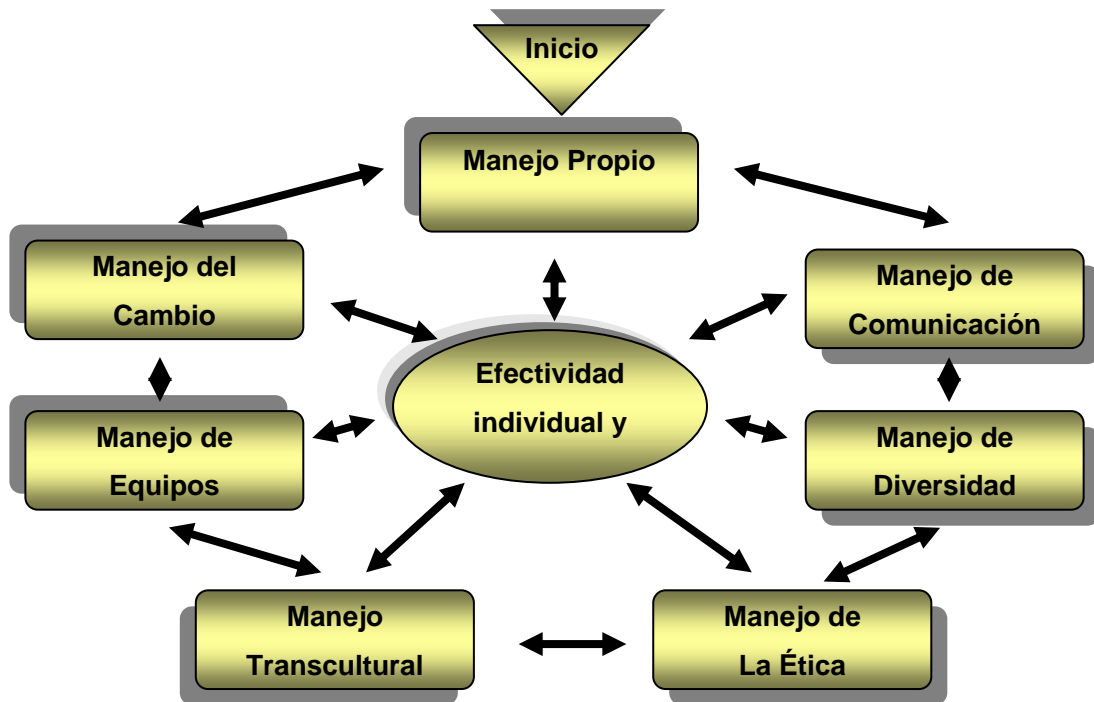 Inicio
Manejo Propio
Manejo del
Cambio
Manejo de
Comunicación
Efectividad
individual y
Manejo de
Equipos
Manejo de
Diversidad
Manejo
Transcultural
Manejo de
La Ética